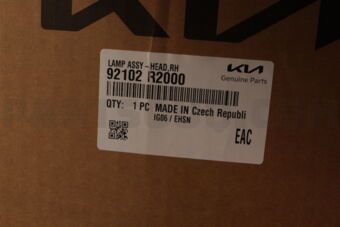 KIA
LAMP ASSY-HEAD,RH
92102 R2000
KIA
Genuine Parts
QTY: 1 PC MADE IN Czech Republi
IG06 / EHSN
EAC